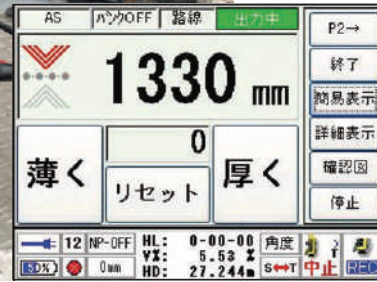 AS ﾊﾞﾝｸOFF 路線 出力中
P2→
終了
簡易表示
詳細表示
確認図
停止
1330 mm
0
薄く リセット 厚く
12 NP-OFF HL: 0-00-00 角度
V%: 5.53 %
50% 0mm HD: 27.244m S↔T 中止 REC